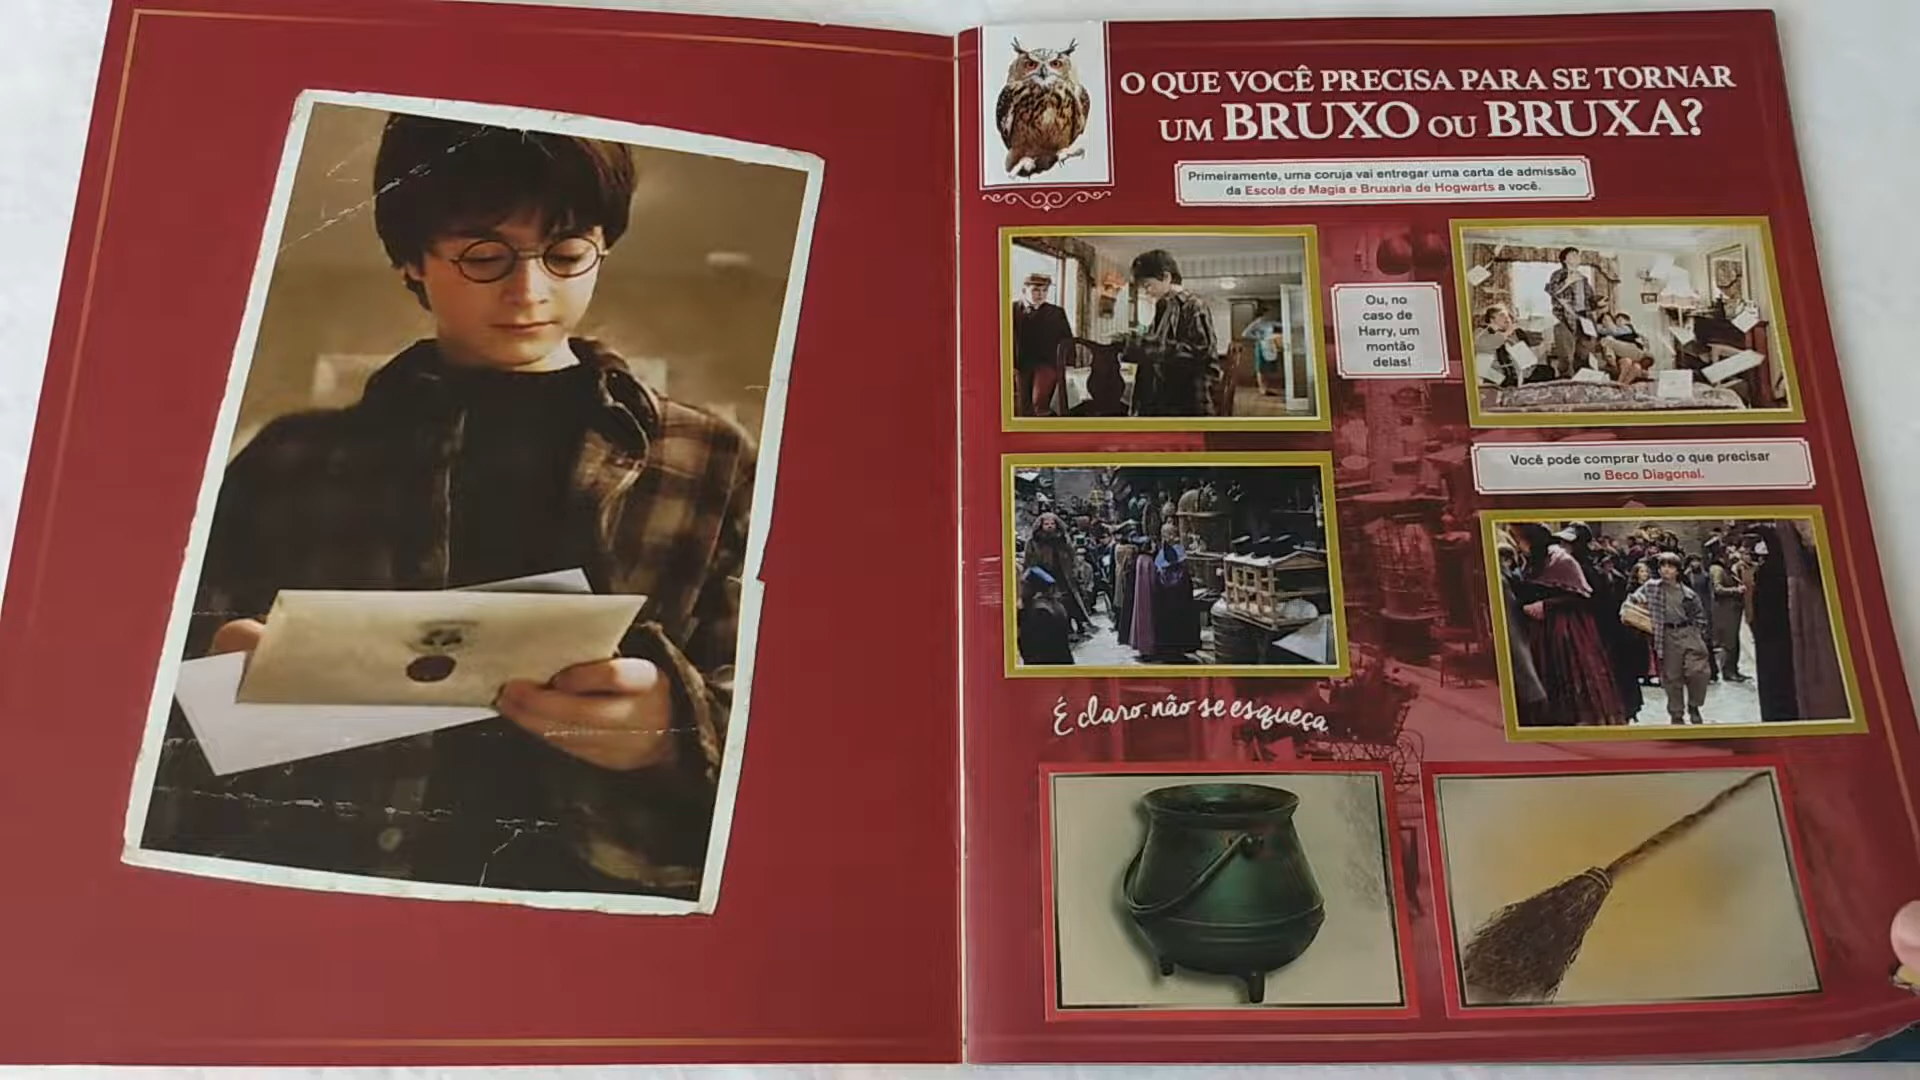 O QUE VOCÊ PRECISA PARA SE TORNAR
UM BRUXO OU BRUXA?
Primeiramente, uma coruja vai entregar uma carta de admissão
da Escola de Magia e Bruxaria de Hogwarts a você.
Ou, no
caso de
Harry, um
montão
delas!
Você pode comprar tudo o que precisar
no Beco Diagonal.
É claro, não se esqueça